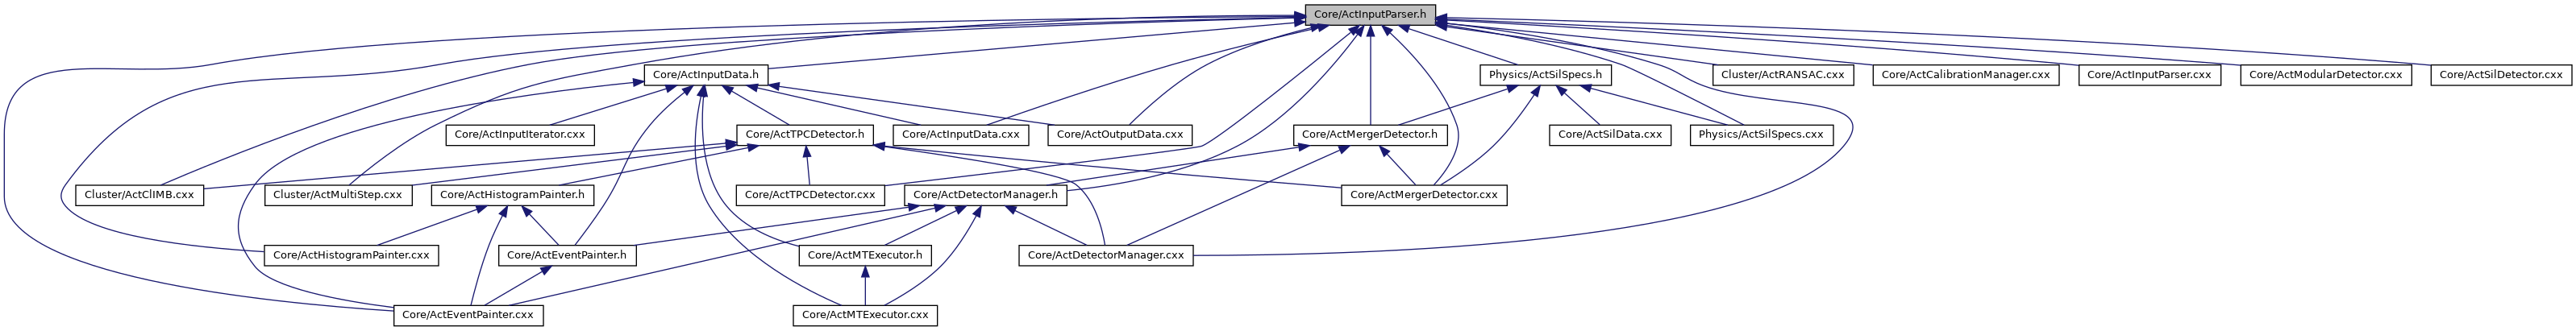 Core/ActInputParser.h
Core/ActInputData.h
Physics/ActSilSpecs.h
Cluster/ActRANSAC.cxx
Core/ActCalibrationManager.cxx
Core/ActInputParser.cxx
Core/ActModularDetector.cxx
Core/ActSilDetector.cxx
Core/ActInputIterator.cxx
Core/ActTPCDetector.h
Core/ActInputData.cxx
Core/ActOutputData.cxx
Core/ActMergerDetector.h
Core/ActSilData.cxx
Physics/ActSilSpecs.cxx
Cluster/ActClIMB.cxx
Cluster/ActMultiStep.cxx
Core/ActHistogramPainter.h
Core/ActTPCDetector.cxx
Core/ActDetectorManager.h
Core/ActMergerDetector.cxx
Core/ActHistogramPainter.cxx
Core/ActEventPainter.h
Core/ActMTExecutor.h
Core/ActDetectorManager.cxx
Core/ActEventPainter.cxx
Core/ActMTExecutor.cxx